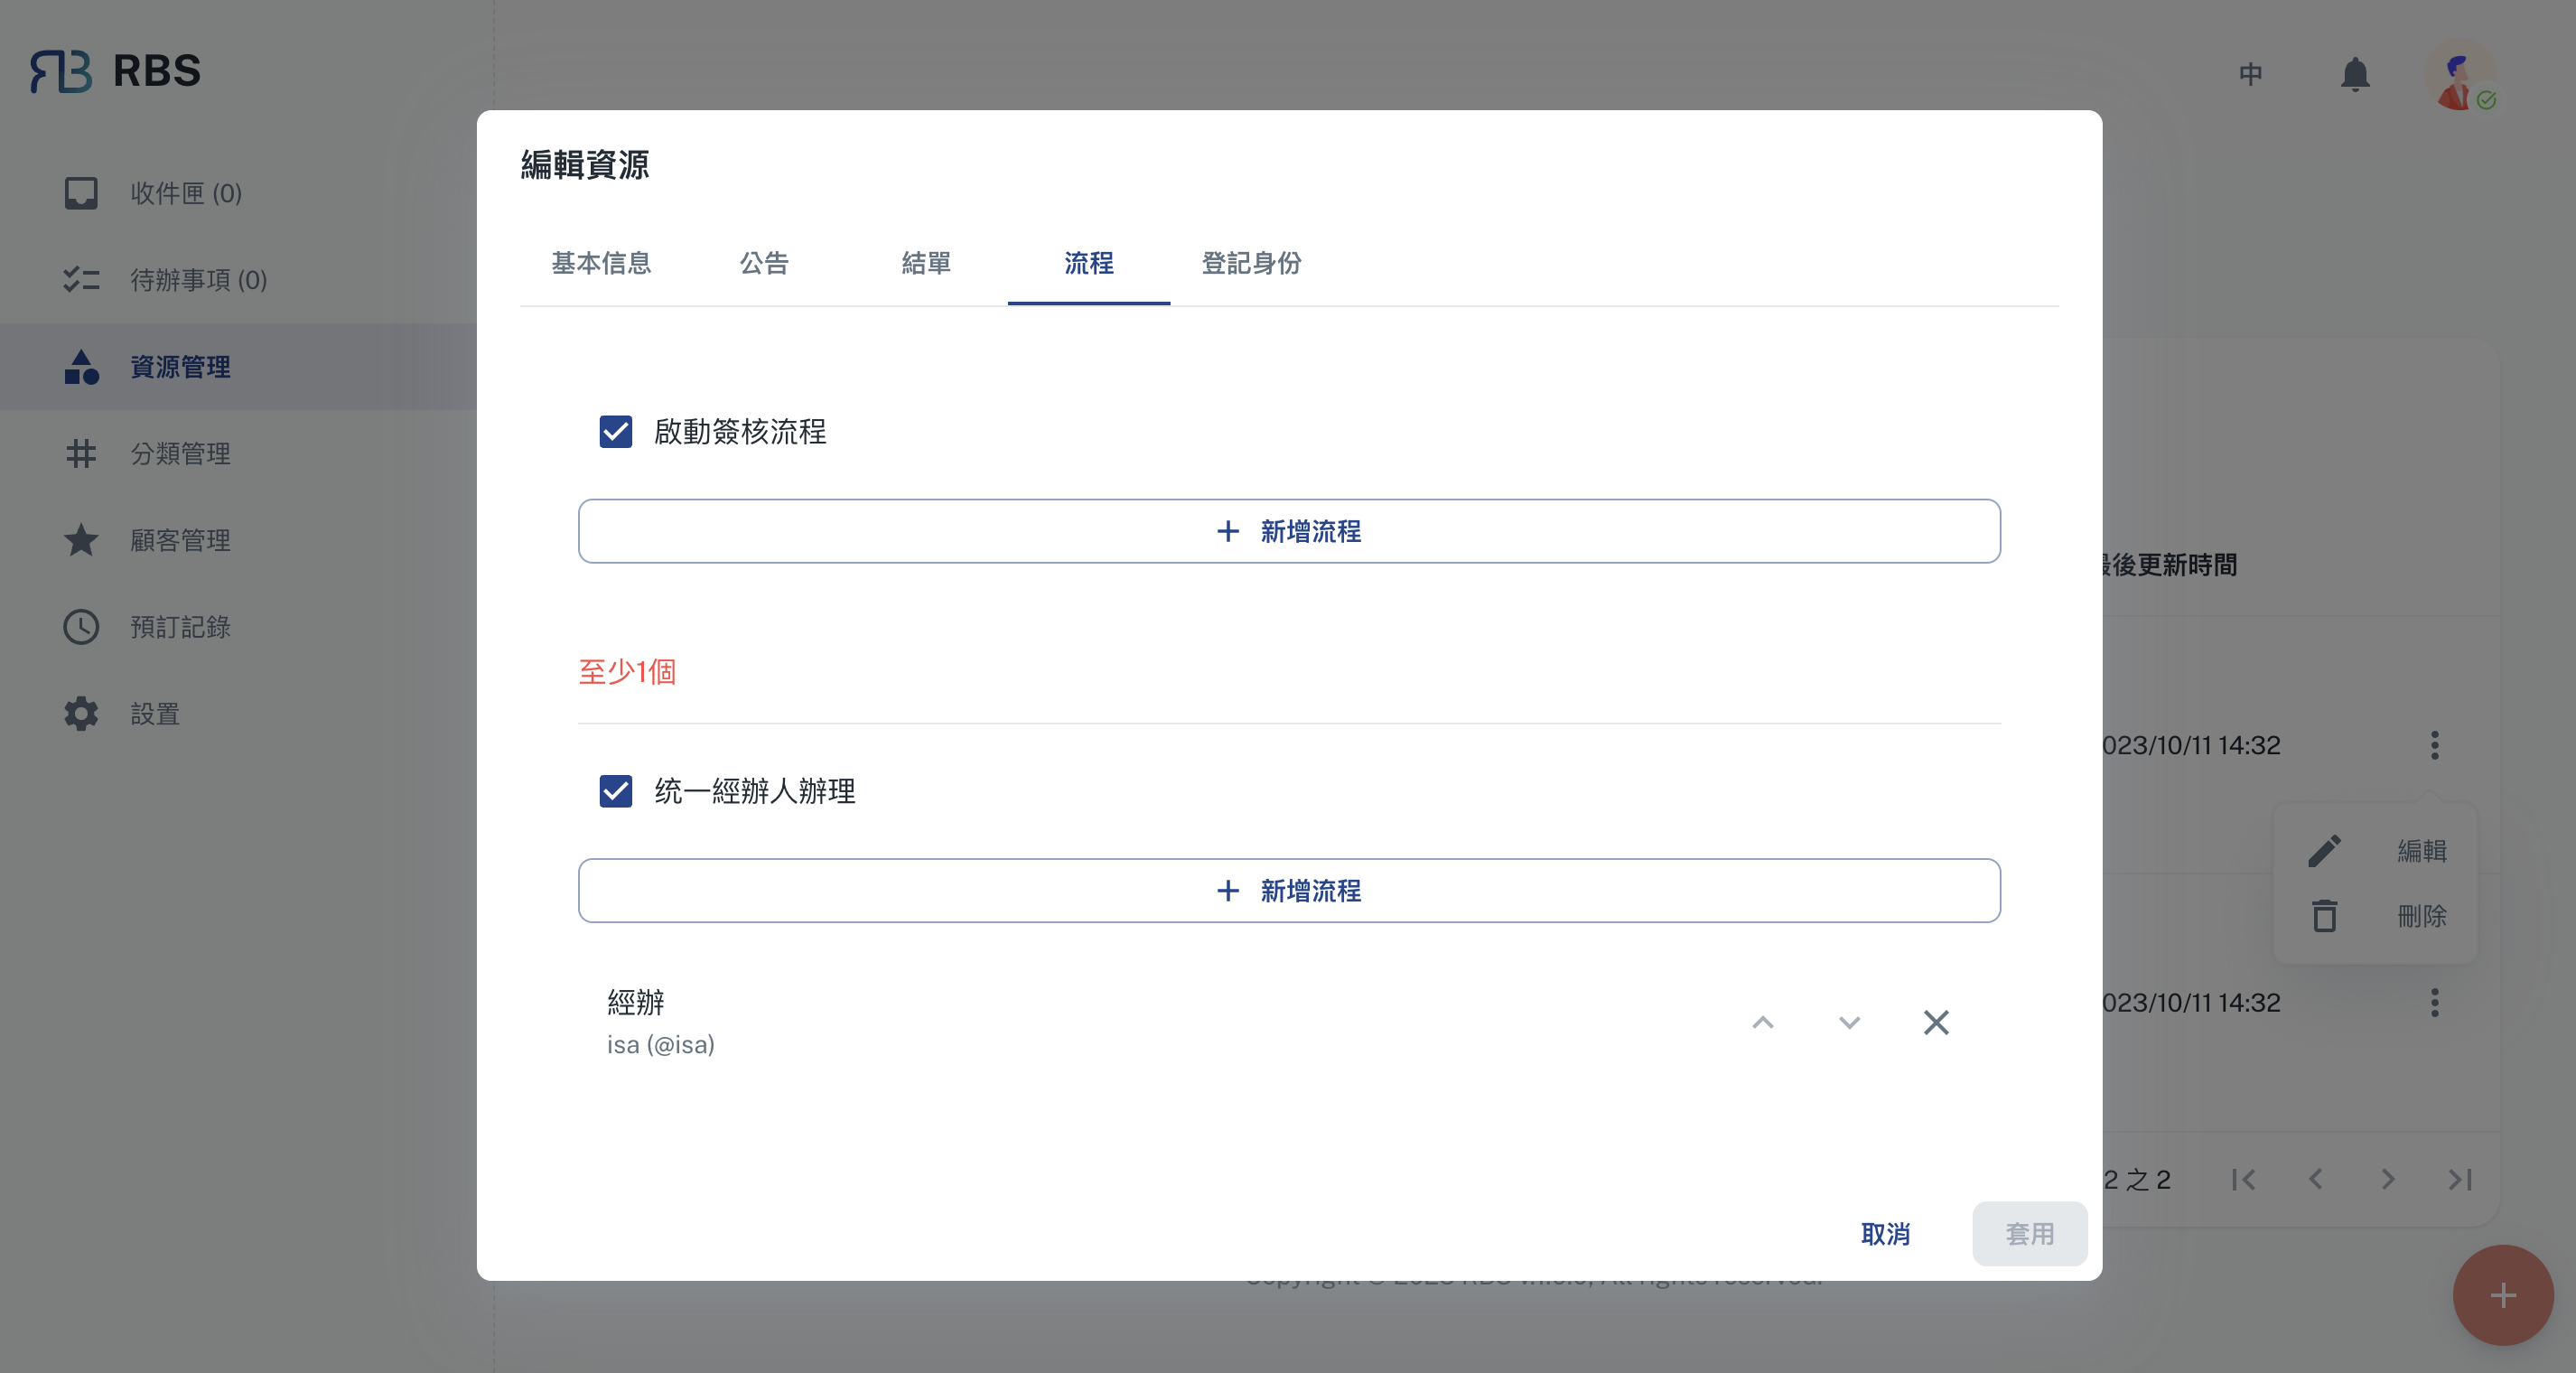 RBS
中
收件匣 (0)
待辦事項 (0)
資源管理
分類管理
顧客管理
預訂記錄
設置
編輯資源
基本信息
公告
結單
流程
登記身份
啟動簽核流程
新增流程
至少1個
统一經辦人辦理
新增流程
經辦
isa (@isa)
取消
套用
後更新時間
023/10/11 14:32
編輯
刪除
023/10/11 14:32
2 之 2